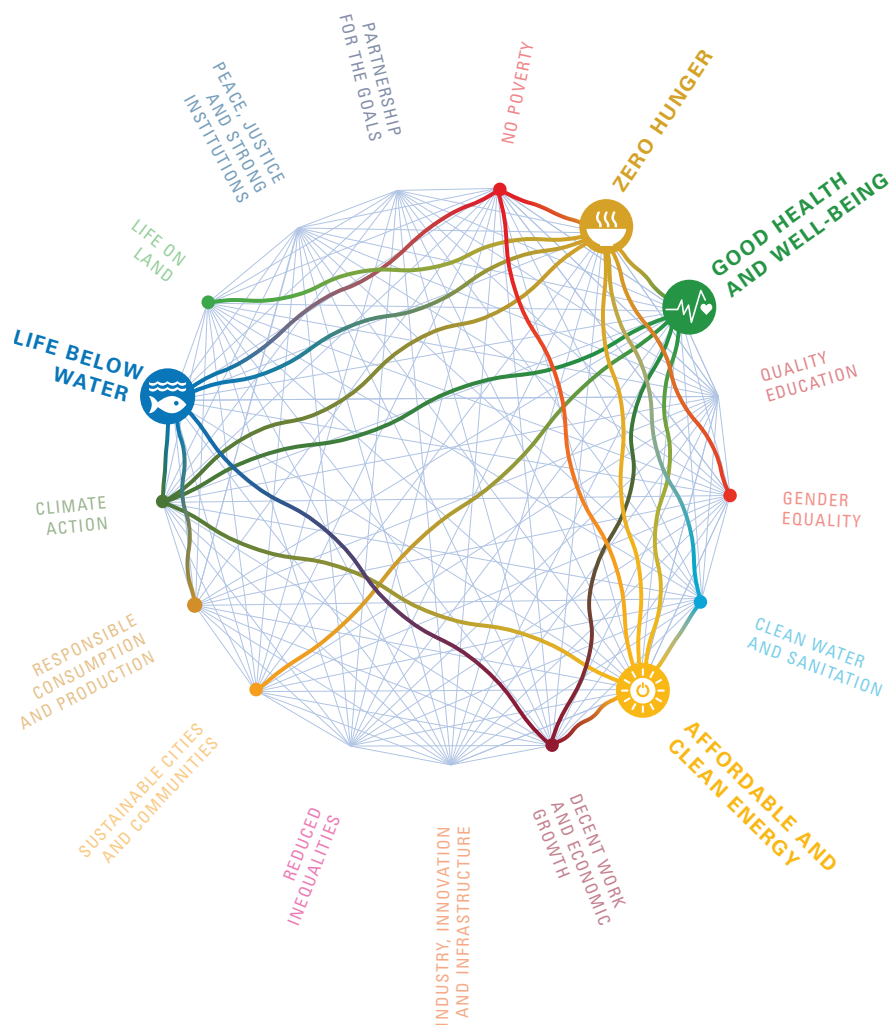 NO POVERTY
ZERO HUNGER
GOOD HEALTH
AND WELL-BEING
QUALITY
EDUCATION
GENDER
EQUALITY
CLEAN WATER
AND SANITATION
AFFORDABLE AND
CLEAN ENERGY
DECENT WORK
AND ECONOMIC
GROWTH
INDUSTRY, INNOVATION
AND INFRASTRUCTURE
REDUCED
INEQUALITIES
SUSTAINABLE CITIES
AND COMMUNITIES
RESPONSIBLE
CONSUMPTION
AND PRODUCTION
CLIMATE
ACTION
LIFE BELOW
WATER
LIFE ON
LAND
PEACE, JUSTICE
AND STRONG
INSTITUTIONS
PARTNERSHIP
FOR THE GOALS